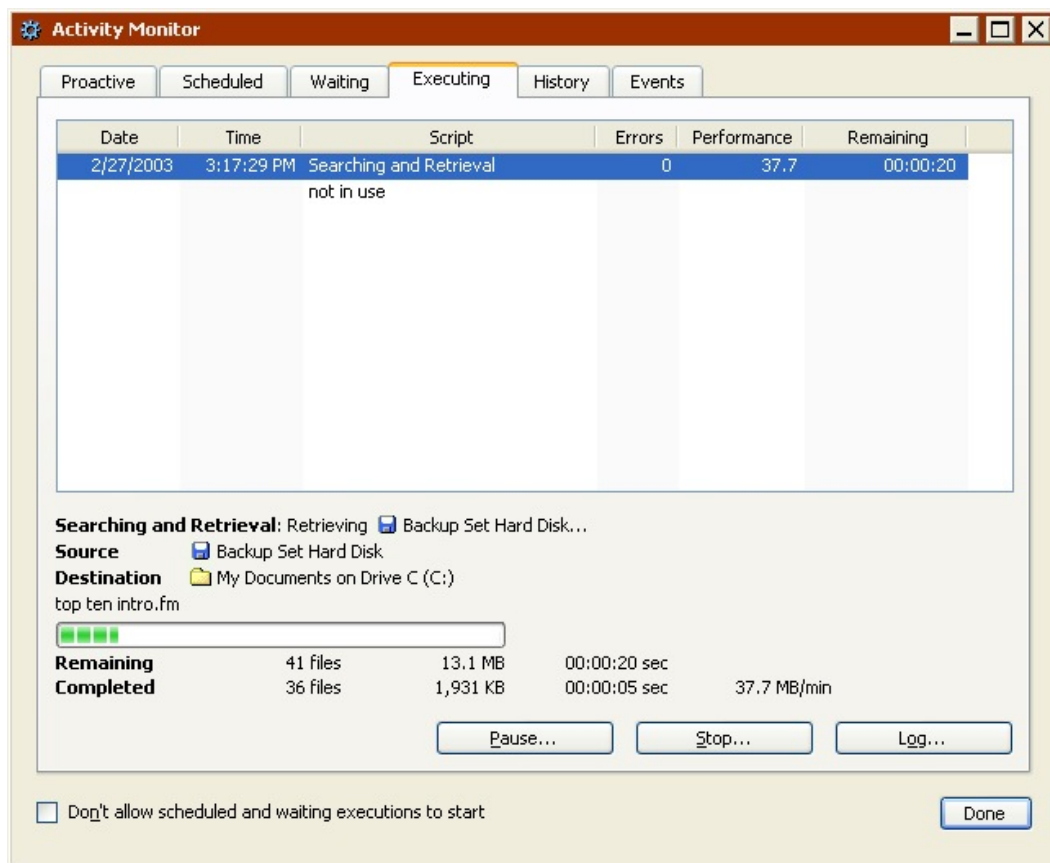 Activity Monitor
Proactive Scheduled Waiting Executing History Events
Date Time Script Errors Performance Remaining
2/27/2003 3:17:29 PM Searching and Retrieval 0 37.7 00:00:20
not in use
Searching and Retrieval: Retrieving Backup Set Hard Disk...
Source Backup Set Hard Disk
Destination My Documents on Drive C (C:)
top ten intro.fm
Remaining 41 files 13.1 MB 00:00:20 sec
Completed 36 files 1,931 KB 00:00:05 sec 37.7 MB/min
Pause... Stop... Log...
Don't allow scheduled and waiting executions to start Done